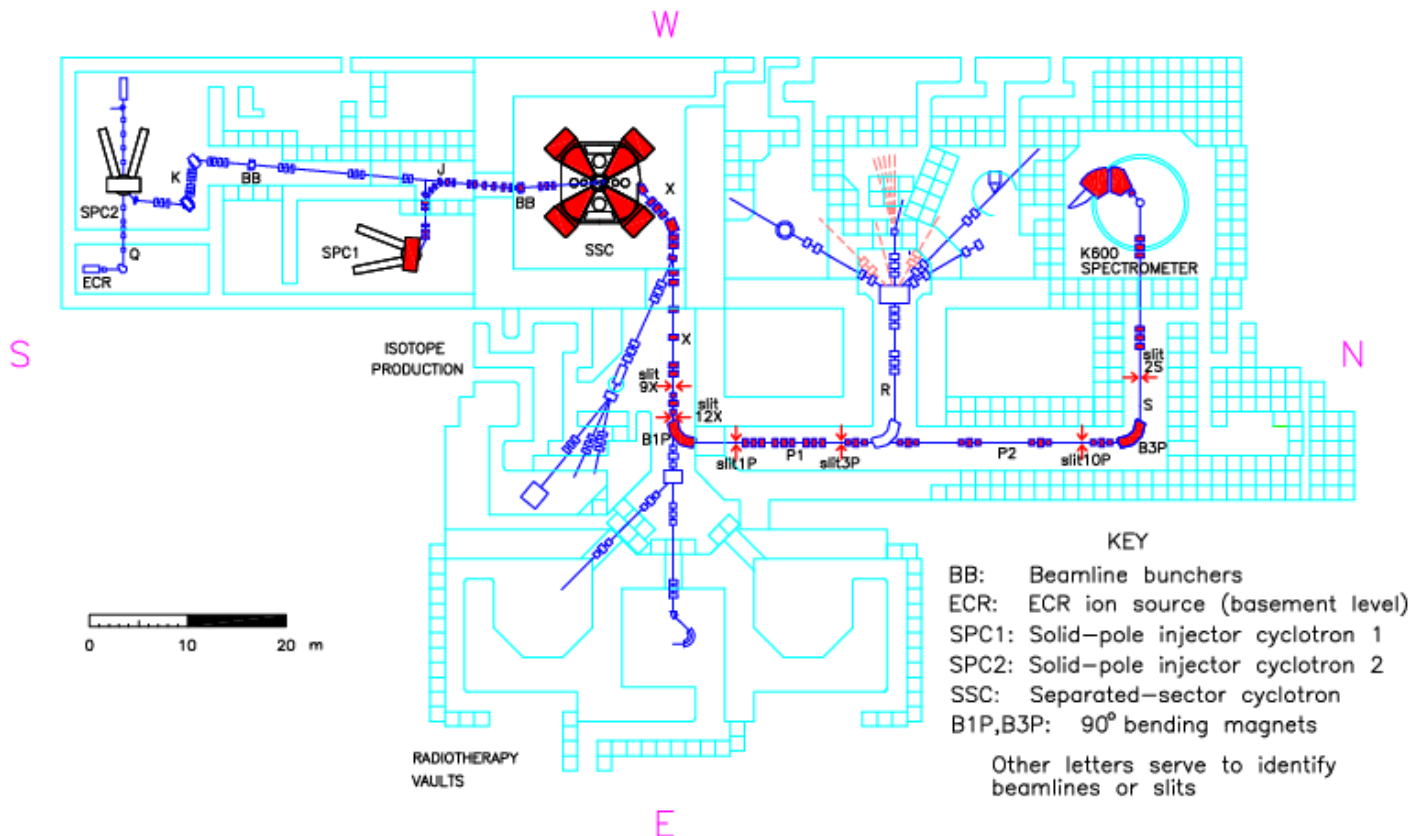 W
S
N
E
K
BB
J
SPC2
Q
ECR
SPC1
BB
SSC
X
K600
SPECTROMETER
ISOTOPE
PRODUCTION
X
slit
9X
slit
12X
B1P
slit1P
P1
slit3P
R
P2
slit10P
B3P
slit
2S
S
0 10 20 m
RADIOTHERAPY
VAULTS
KEY
BB: Beamline bunchers
ECR: ECR ion source (basement level)
SPC1: Solid-pole injector cyclotron 1
SPC2: Solid-pole injector cyclotron 2
SSC: Separated-sector cyclotron
B1P,B3P: 90° bending magnets
Other letters serve to identify
beamlines or slits